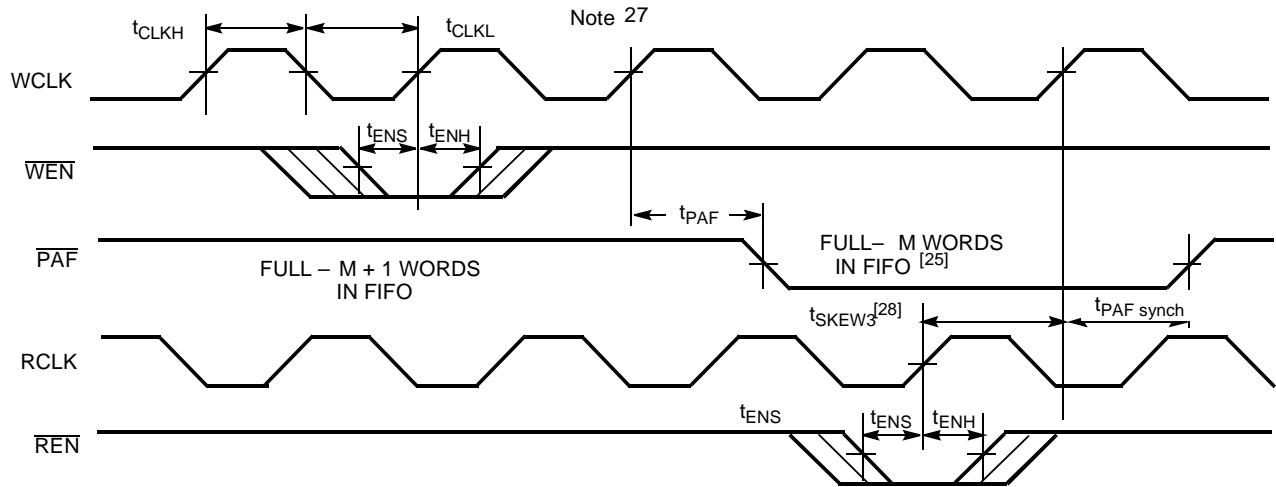 Note 27
tCLKH
tCLKL
WCLK
tENS
tENH
WEN
tPAF
PAF
FULL – M + 1 WORDS
IN FIFO
FULL– M WORDS
IN FIFO [25]
tSKEW3[28]
tPAF synch
RCLK
tENS
tENS
tENH
REN